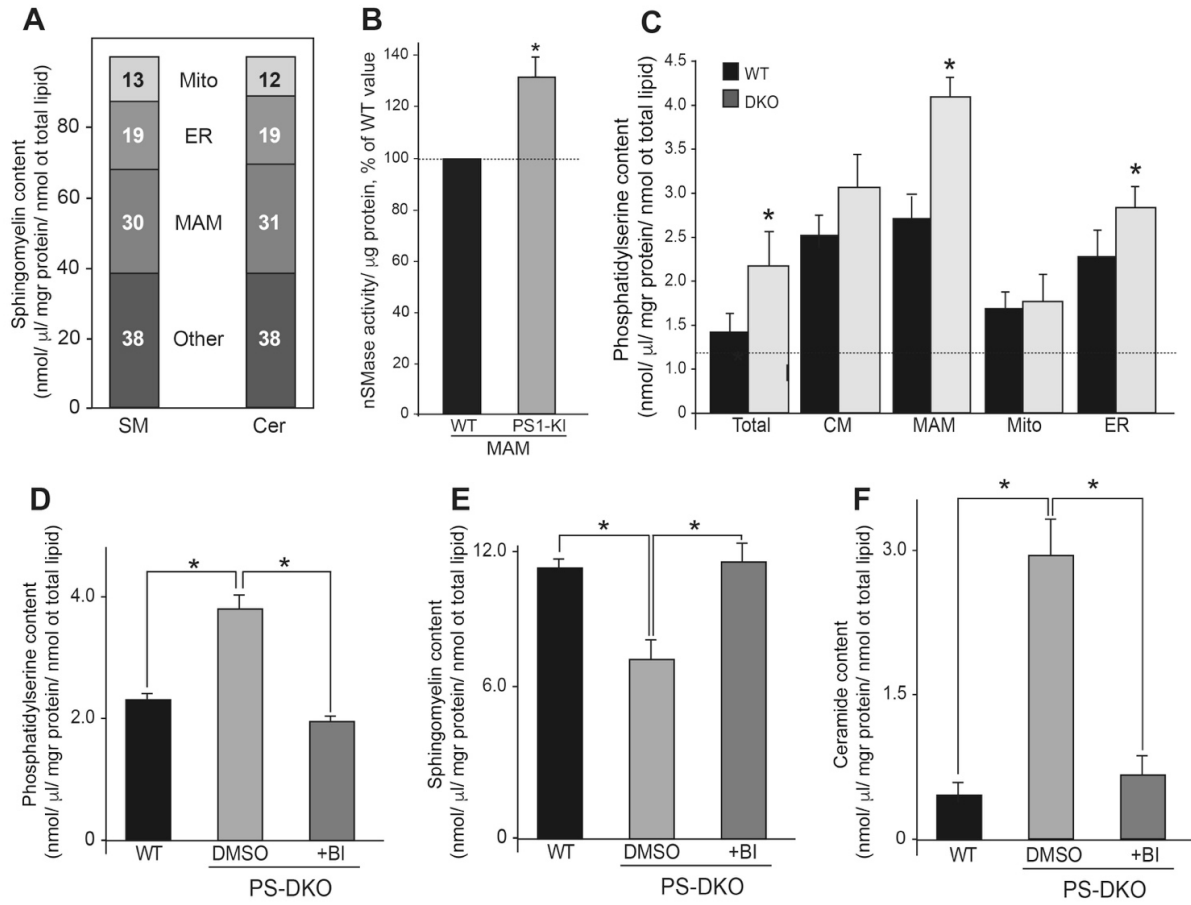 A
Sphingomyelin content
(nmol/ µl/ mgr protein/ nmol ot total lipid)
80
60
40
20
0
13 Mito 12
19 ER 19
30 MAM 31
38 Other 38
SM Cer
B
nSMase activity/ µg protein, % of WT value
140
120
100
80
60
40
20
0
*
WT PS1-KI
MAM
C
Phosphatidylserine content
(nmol/ µl/ mgr protein/ nmol ot total lipid)
4.5
4.0
3.5
3.0
2.5
2.0
1.5
1.0
0
WT
DKO
* * *
Total CM MAM Mito ER
D
Phosphatidylserine content
(nmol/ µl/ mgr protein/ nmol ot total lipid)
4.0
2.0
0
* *
WT DMSO +BI
PS-DKO
E
Sphingomyelin content
(nmol/ µl/ mgr protein/ nmol ot total lipid)
12.0
6.0
0
* *
WT DMSO +BI
PS-DKO
F
Ceramide content
(nmol/ µl/ mgr protein/ nmol ot total lipid)
3.0
1.5
0
* *
WT DMSO +BI
PS-DKO